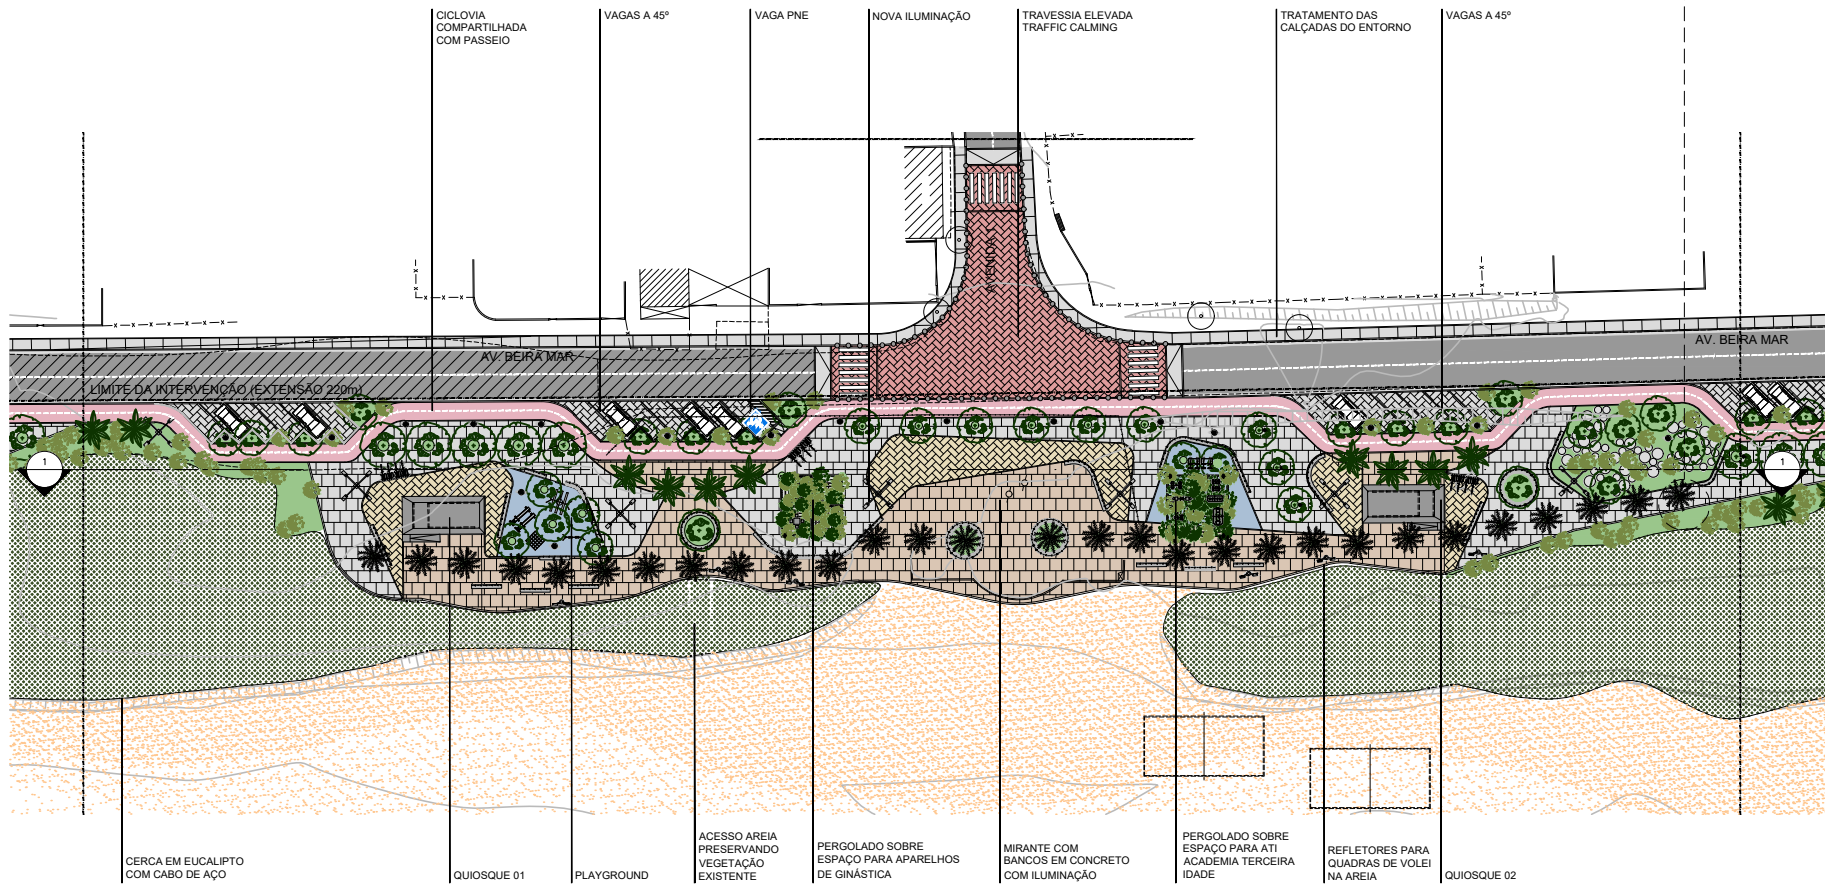 CICLOVIA
COMPARTILHADA
COM PASSEIO
VAGAS A 45º
VAGA PNE
NOVA ILUMINAÇÃO
TRAVESSIA ELEVADA
TRAFFIC CALMING
TRATAMENTO DAS
CALÇADAS DO ENTORNO
VAGAS A 45º
AVENIDA 1
AV. BEIRA MAR
AV. BEIRA MAR
LIMITE DA INTERVENÇÃO (EXTENSÃO 220m)
1
1
CERCA EM EUCALIPTO
COM CABO DE AÇO
QUIOSQUE 01
PLAYGROUND
ACESSO AREIA
PRESERVANDO
VEGETAÇÃO
EXISTENTE
PERGOLADO SOBRE
ESPAÇO PARA APARELHOS
DE GINÁSTICA
MIRANTE COM
BANCOS EM CONCRETO
COM ILUMINAÇÃO
PERGOLADO SOBRE
ESPAÇO PARA ATI
ACADEMIA TERCEIRA
IDADE
REFLETORES PARA
QUADRAS DE VOLEI
NA AREIA
QUIOSQUE 02